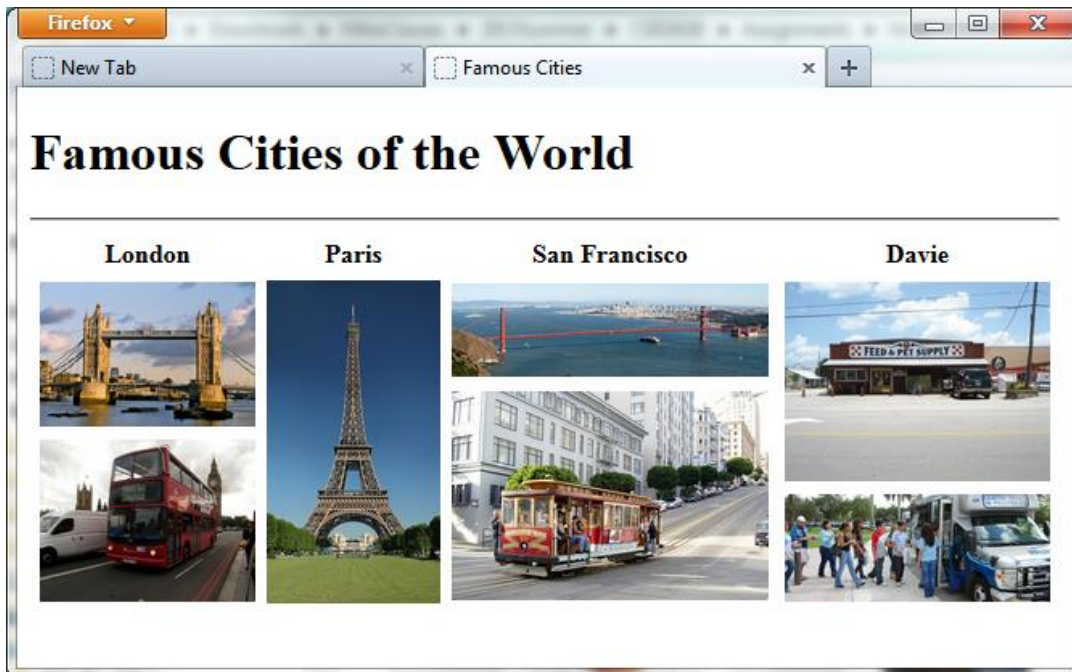 Firefox
New Tab
Famous Cities
Famous Cities of the World
London Paris San Francisco Davie
FEED & PET SUPPLY